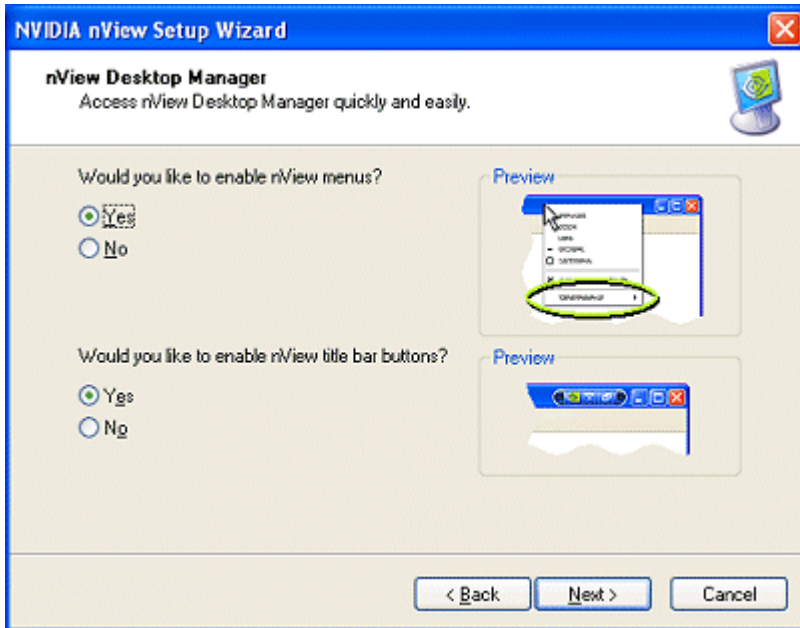 NVIDIA nView Setup Wizard
nView Desktop Manager
Access nView Desktop Manager quickly and easily.
Would you like to enable nView menus?
Preview
Yes
No
Would you like to enable nView title bar buttons?
Preview
Yes
No
< Back
Next >
Cancel